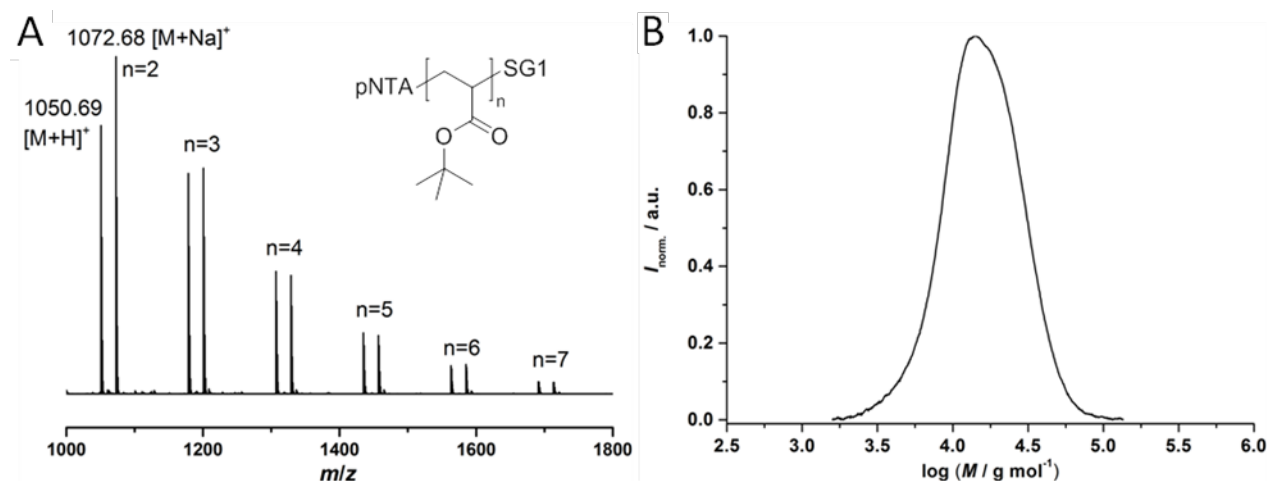 A
1072.68 [M+Na]⁺
n=2
1050.69
[M+H]⁺
n=3
n=4
n=5
n=6
n=7
pNTA
SG1
n
O
O
1000
1200
1400
1600
1800
m/z
B
1.0
0.8
0.6
0.4
0.2
0.0
I norm. / a.u.
2.5
3.0
3.5
4.0
4.5
5.0
5.5
6.0
log (M / g mol⁻¹)